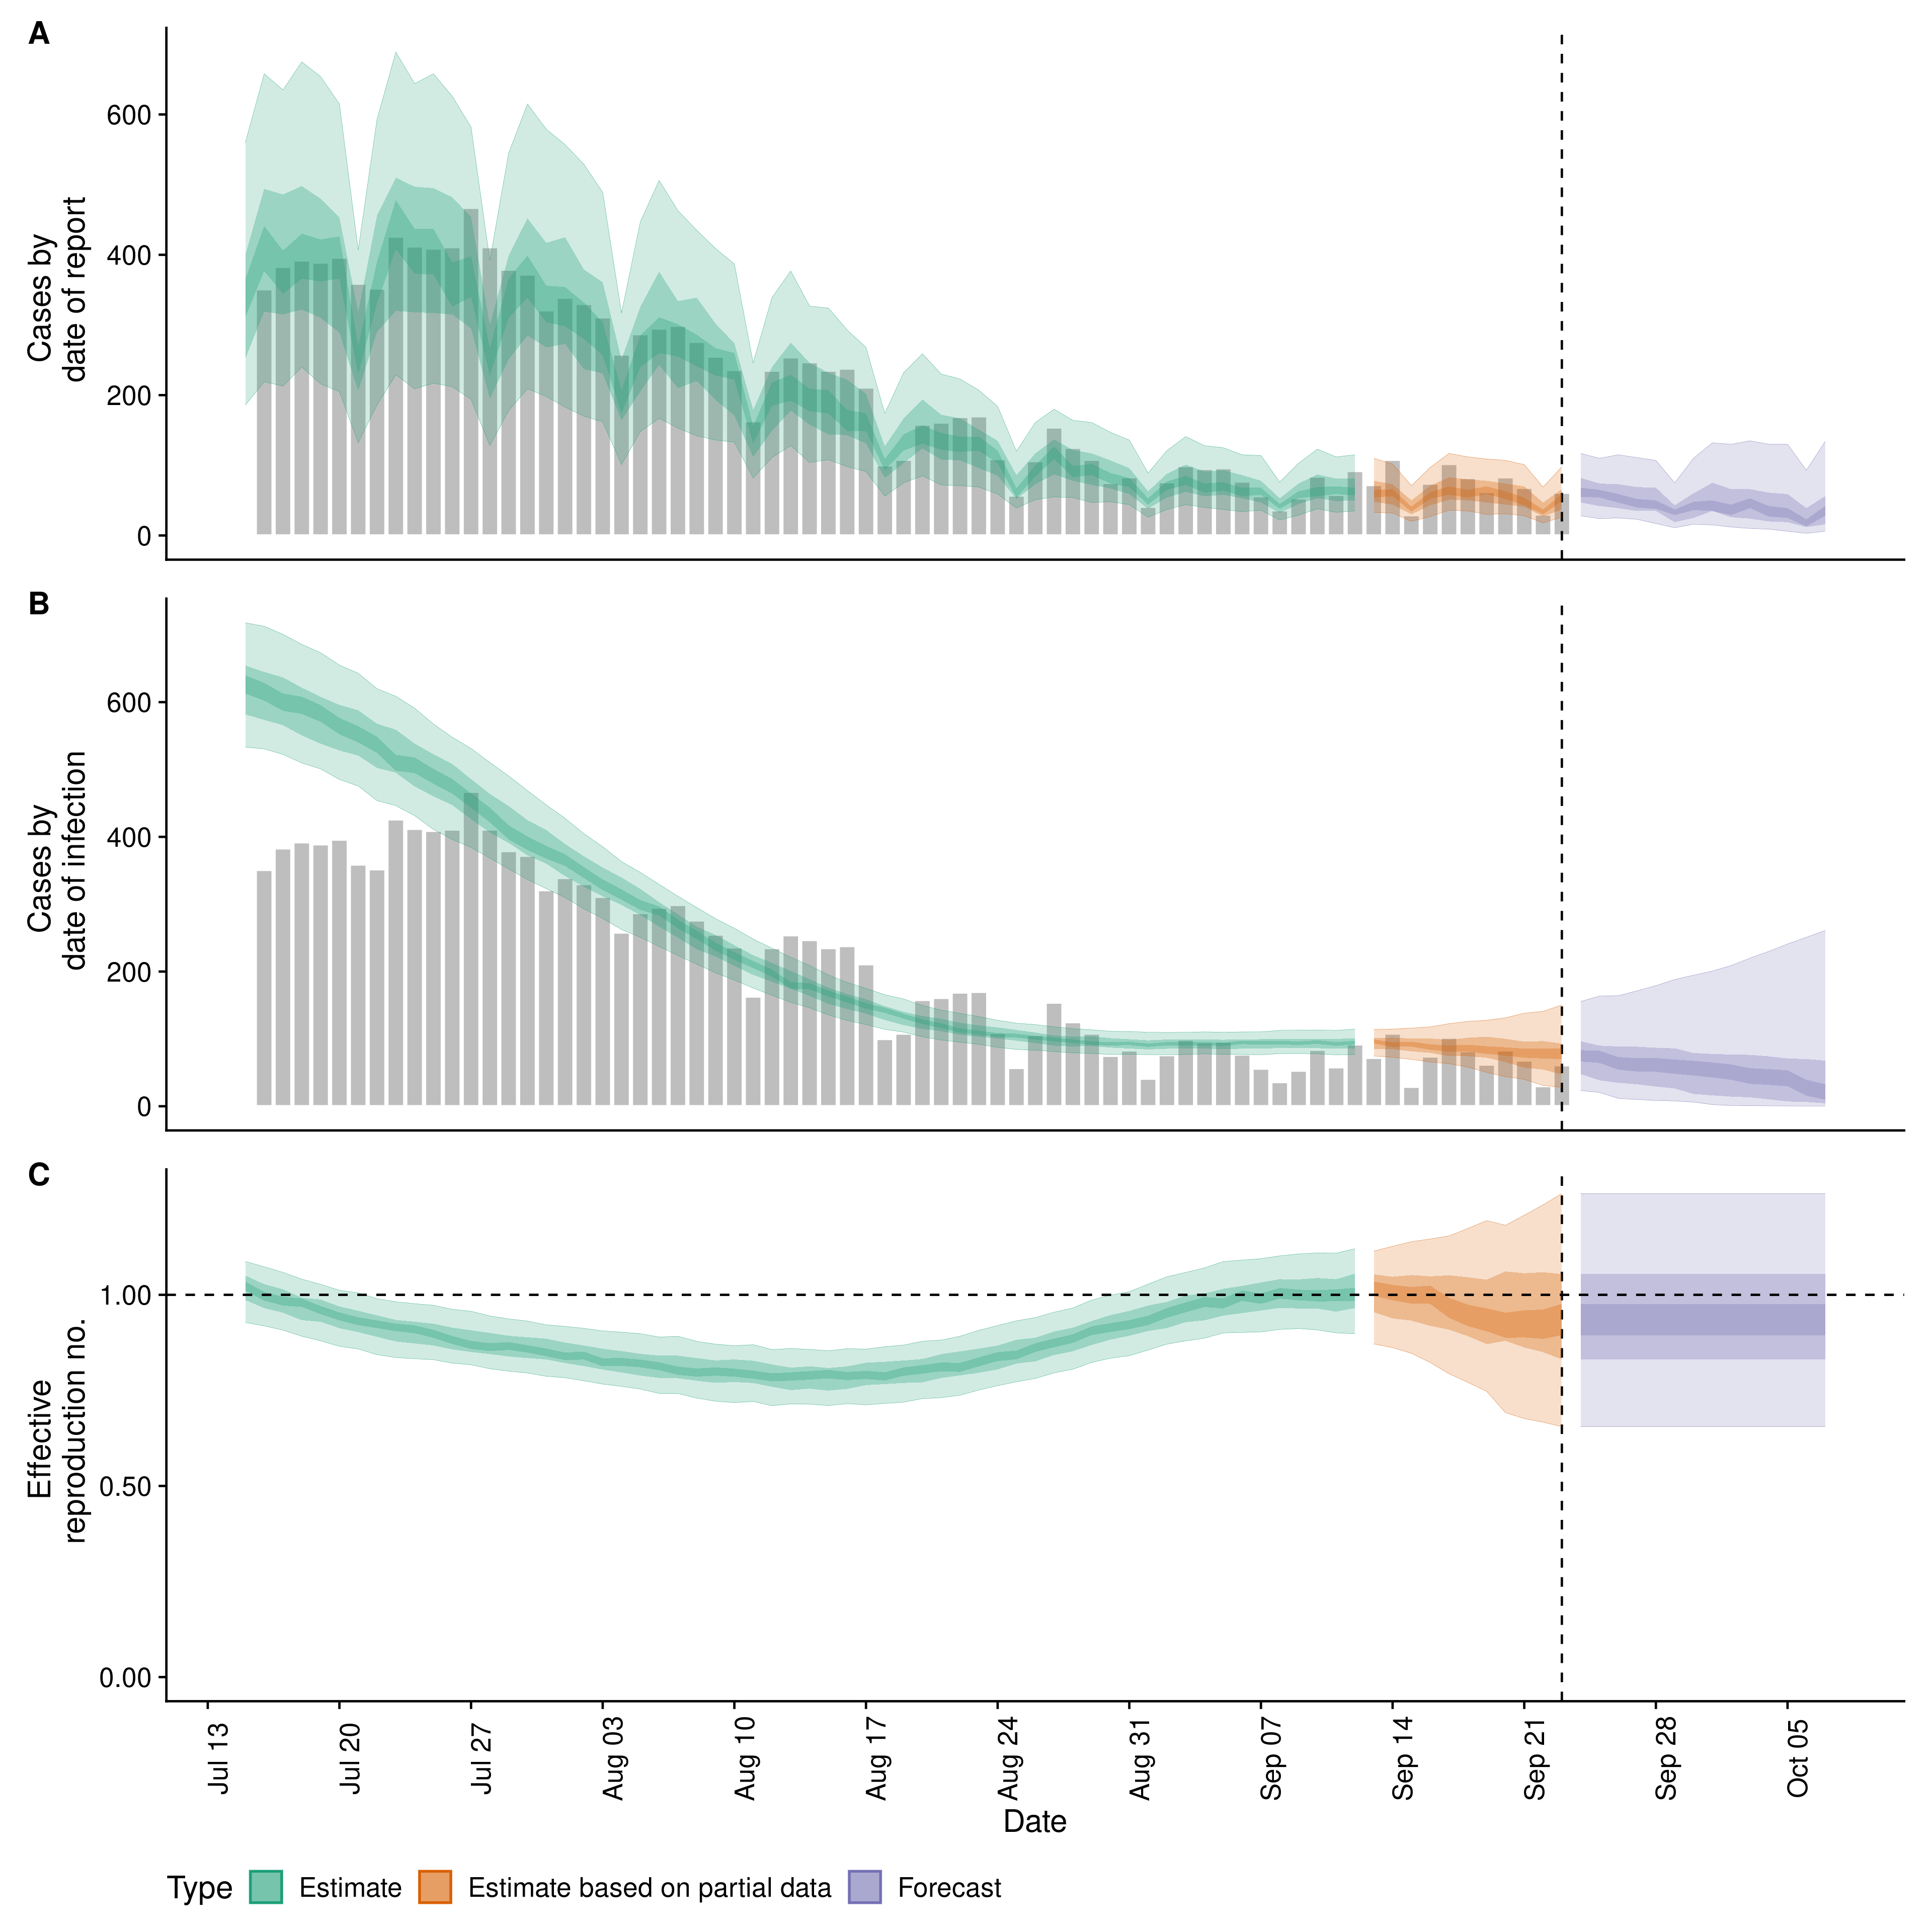 A
Cases by
date of report
600
400
200
0
B
Cases by
date of infection
600
400
200
0
C
Effective
reproduction no.
1.00
0.50
0.00
Jul 13
Jul 20
Jul 27
Aug 03
Aug 10
Aug 17
Aug 24
Aug 31
Sep 07
Sep 14
Sep 21
Sep 28
Oct 05
Date
Type Estimate Estimate based on partial data Forecast